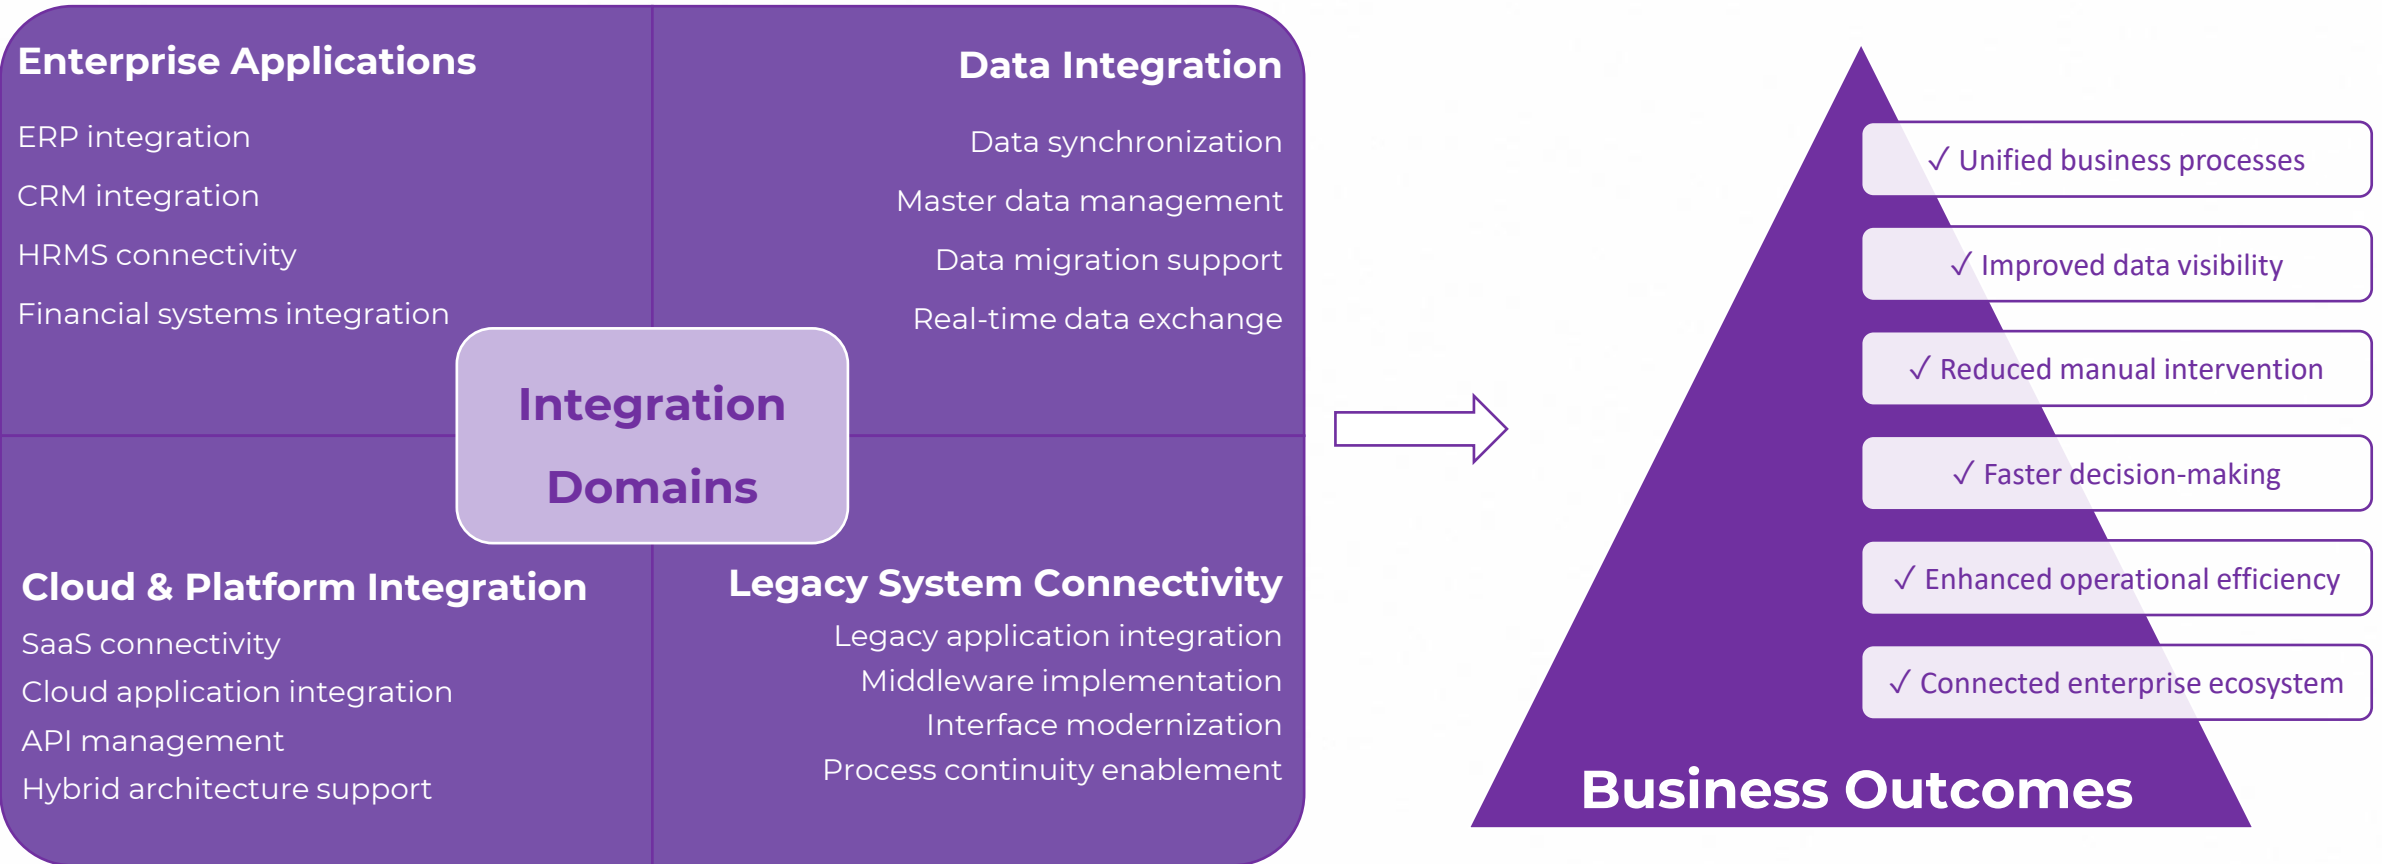 Enterprise Applications
ERP integration
CRM integration
HRMS connectivity
Financial systems integration
Data Integration
Data synchronization
Master data management
Data migration support
Real-time data exchange
Integration
Domains
Cloud & Platform Integration
SaaS connectivity
Cloud application integration
API management
Hybrid architecture support
Legacy System Connectivity
Legacy application integration
Middleware implementation
Interface modernization
Process continuity enablement
✓ Unified business processes
✓ Improved data visibility
✓ Reduced manual intervention
✓ Faster decision-making
✓ Enhanced operational efficiency
✓ Connected enterprise ecosystem
Business Outcomes